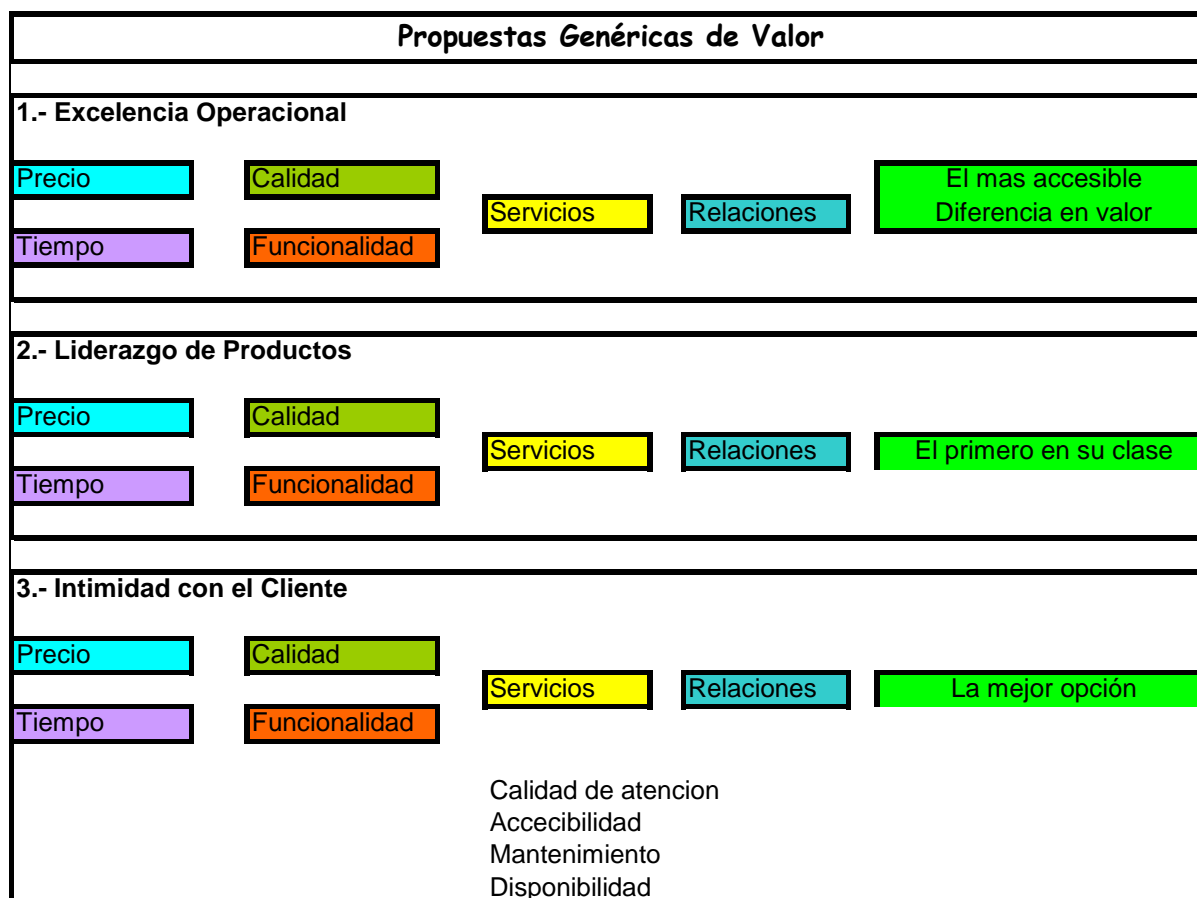 Propuestas Genéricas de Valor
1.- Excelencia Operacional
Precio Calidad El mas accesible
Servicios Relaciones Diferencia en valor
Tiempo Funcionalidad
2.- Liderazgo de Productos
Precio Calidad
Servicios Relaciones El primero en su clase
Tiempo Funcionalidad
3.- Intimidad con el Cliente
Precio Calidad
Servicios Relaciones La mejor opción
Tiempo Funcionalidad
Calidad de atencion
Accecibilidad
Mantenimiento
Disponibilidad